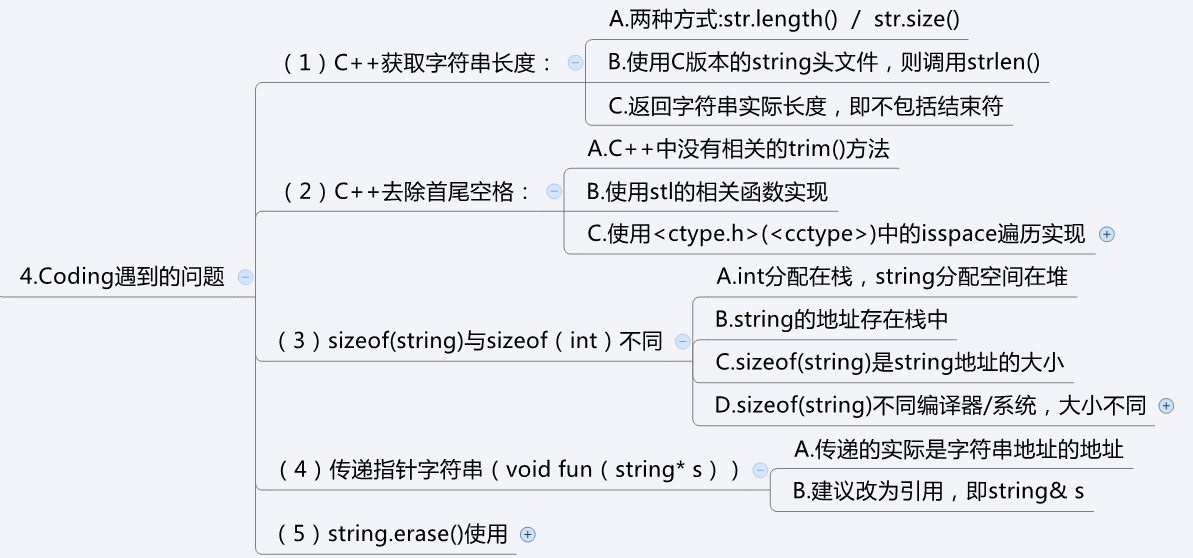 4.Coding遇到的问题
（1）C++获取字符串长度：
A.两种方式:str.length() / str.size()
B.使用C版本的string头文件，则调用strlen()
C.返回字符串实际长度，即不包括结束符
（2）C++去除首尾空格：
A.C++中没有相关的trim()方法
B.使用stl的相关函数实现
C.使用<ctype.h>(<cctype>)中的isspace遍历实现
（3）sizeof(string)与sizeof（int）不同
A.int分配在栈，string分配空间在堆
B.string的地址存在栈中
C.sizeof(string)是string地址的大小
D.sizeof(string)不同编译器/系统，大小不同
（4）传递指针字符串（void fun（string* s））
A.传递的实际是字符串地址的地址
B.建议改为引用，即string& s
（5）string.erase()使用